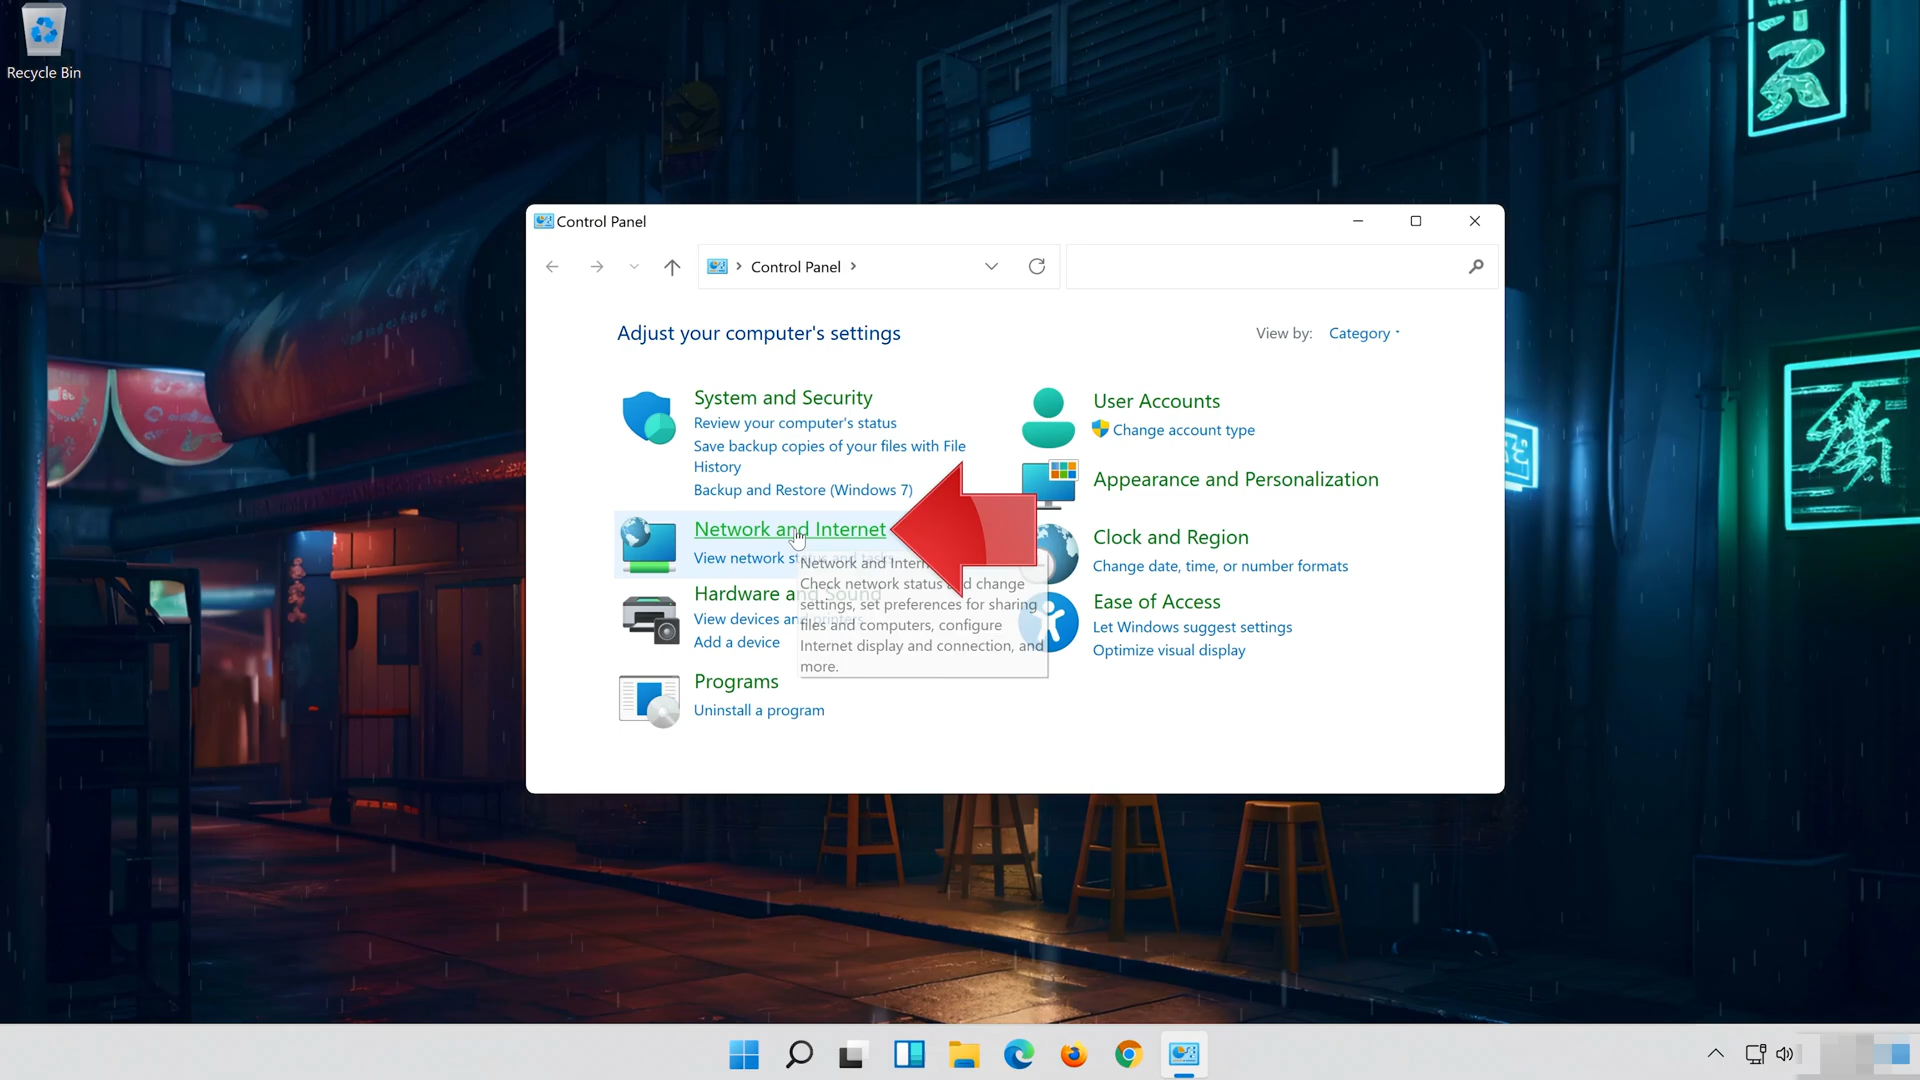 Recycle Bin
Control Panel
Control Panel
Adjust your computer's settings
View by: Category
System and Security
Review your computer's status
Save backup copies of your files with File
History
Backup and Restore (Windows 7)
Network and Internet
View network status and tasks
Network and Intern
Check network status and change
settings, set preferences for sharing
files and computers, configure
Internet display and connection, and
more.
Hardware and Sound
View devices and printers
Add a device
Programs
Uninstall a program
User Accounts
Change account type
Appearance and Personalization
Clock and Region
Change date, time, or number formats
Ease of Access
Let Windows suggest settings
Optimize visual display